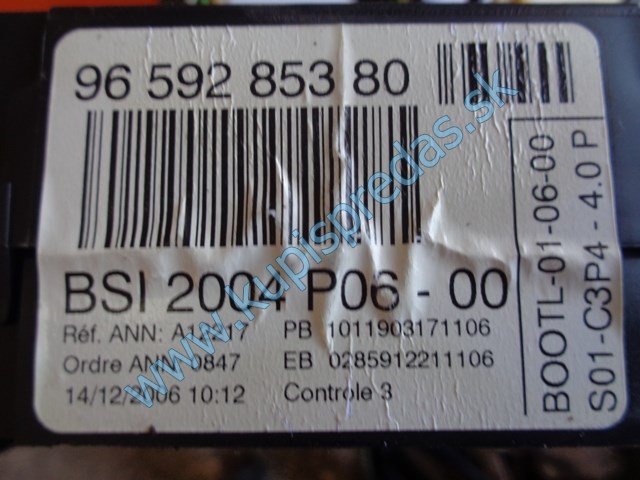 96 592 853 80
BSI 2004 P06 - 00
Réf. ANN: PB 1011903171106
Ordre ANN: 0847 EB 0285912211106
14/12/2006 10:12 Controle 3
BOOTL-01-06-00
S01-C3P4 - 4.0 P
www.kupispredas.sk